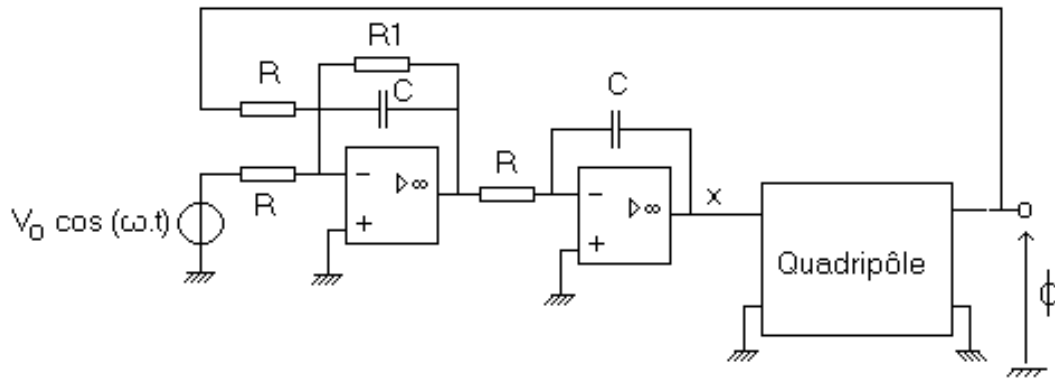 R1
R
C
C
R
R
V₀ cos (ω.t)
−
+
▷∞
−
+
▷∞
x
Quadripôle
ϕ